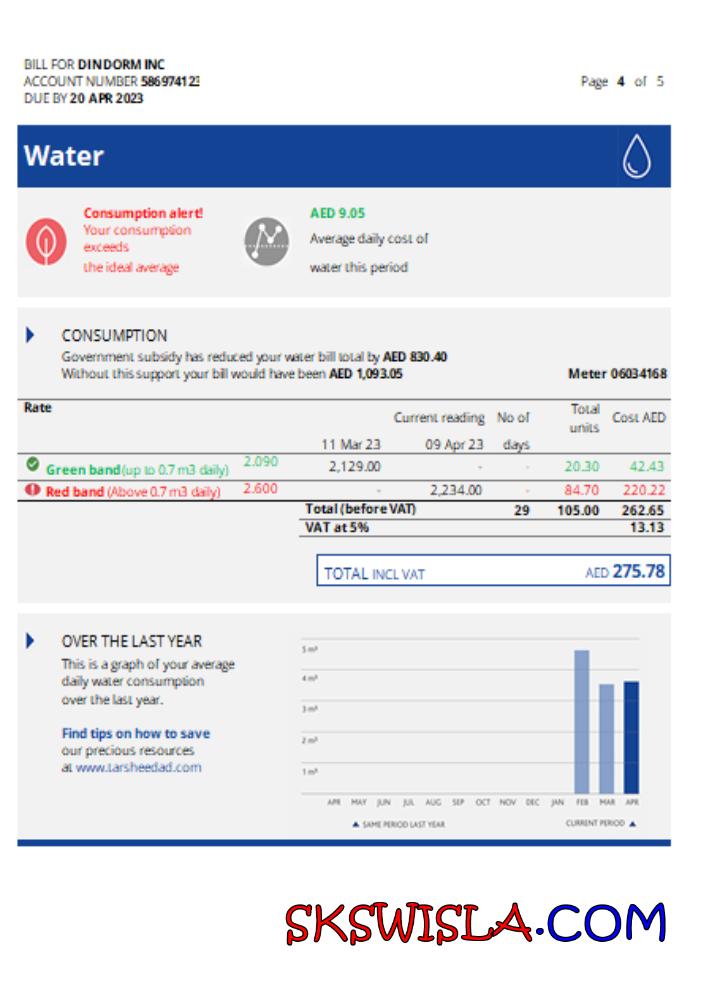 BILL FOR DINDORM INC
ACCOUNT NUMBER 586974123
DUE BY 20 APR 2023
Page 4 of 5
Water
Consumption alert!
Your consumption
exceeds
the ideal average
AED 9.05
Average daily cost of
water this period
CONSUMPTION
Government subsidy has reduced your water bill total by AED 830.40
Without this support your bill would have been AED 1,093.05
Meter 06034168
Rate
Current reading No of Total units Cost AED
11 Mar 23 09 Apr 23 days
Green band (up to 0.7 m3 daily) 2.090 2,129.00 - - 20.30 42.43
Red band (Above 0.7 m3 daily) 2.600 - 2,234.00 - 84.70 220.22
Total (before VAT) 29 105.00 262.65
VAT at 5% 13.13
TOTAL INCL VAT AED 275.78
OVER THE LAST YEAR
This is a graph of your average
daily water consumption
over the last year.
Find tips on how to save
our precious resources
at www.tarsheedad.com
5 m³
4 m³
3 m³
2 m³
1 m³
APR MAY JUN JUL AUG SEP OCT NOV DEC JAN FEB MAR APR
SAME PERIOD LAST YEAR
CURRENT PERIOD
SKSWISLA.COM